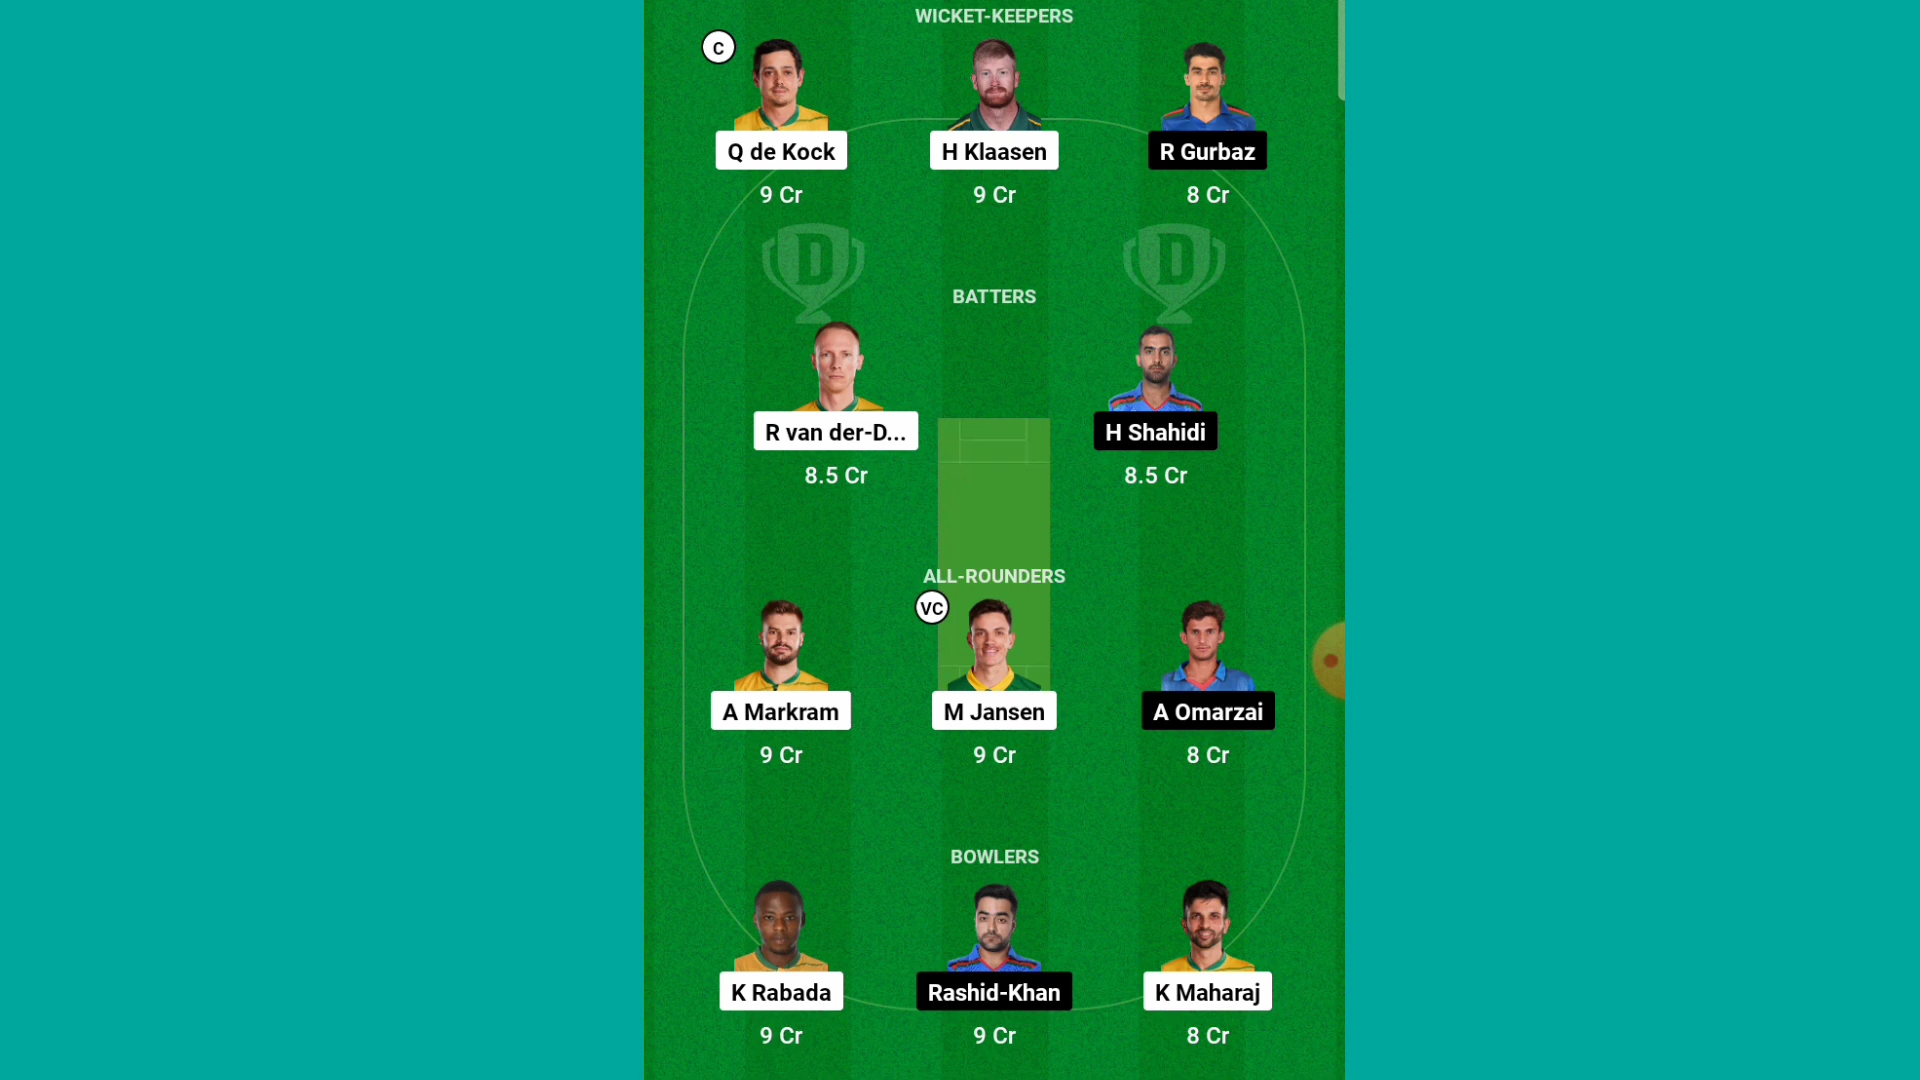 WICKET-KEEPERS
C
Q de Kock
H Klaasen
R Gurbaz
9 Cr
9 Cr
8 Cr
D
D
BATTERS
R van der-D...
H Shahidi
8.5 Cr
8.5 Cr
ALL-ROUNDERS
VC
A Markram
M Jansen
A Omarzai
9 Cr
9 Cr
8 Cr
BOWLERS
K Rabada
Rashid-Khan
K Maharaj
9 Cr
9 Cr
8 Cr